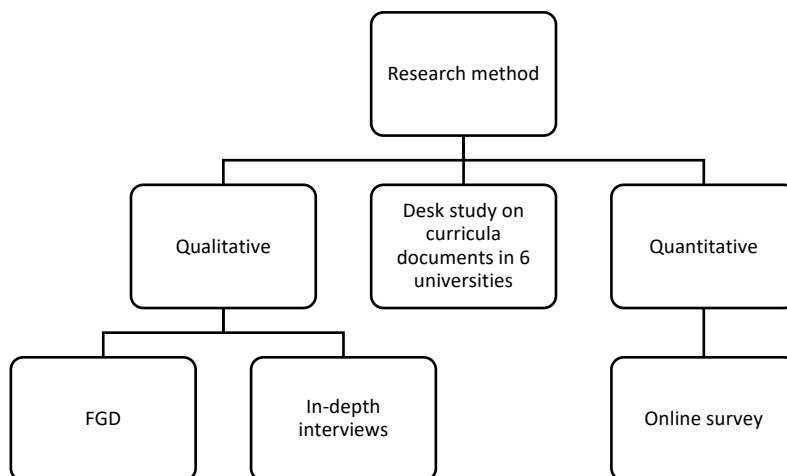 Research method
Qualitative
Desk study on
curricula
documents in 6
universities
Quantitative
FGD
In-depth
interviews
Online survey